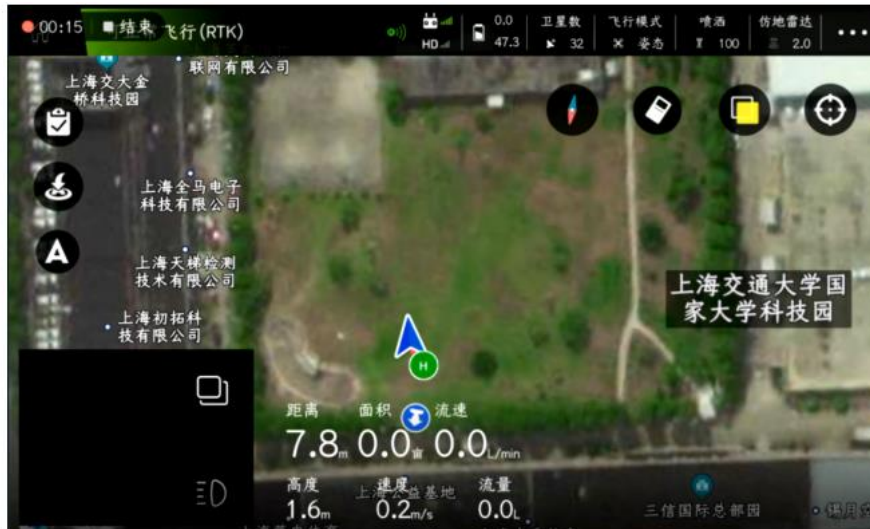 00:15
结束
飞行(RTK)
HD
0.0
47.3
卫星数
32
飞行模式
姿态
喷洒
100
仿地雷达
2.0
联网有限公司
上海交大金
桥科技园
上海全马电子
科技有限公司
上海天梯检测
技术有限公司
上海初拓科
技有限公司
上海交通大学国
家大学科技园
A
H
距离 面积 流速
7.8m 0.0亩 0.0L/min
高度 速度 流量
1.6m 0.2m/s 0.0L
上海公益基地
三信国际总部园